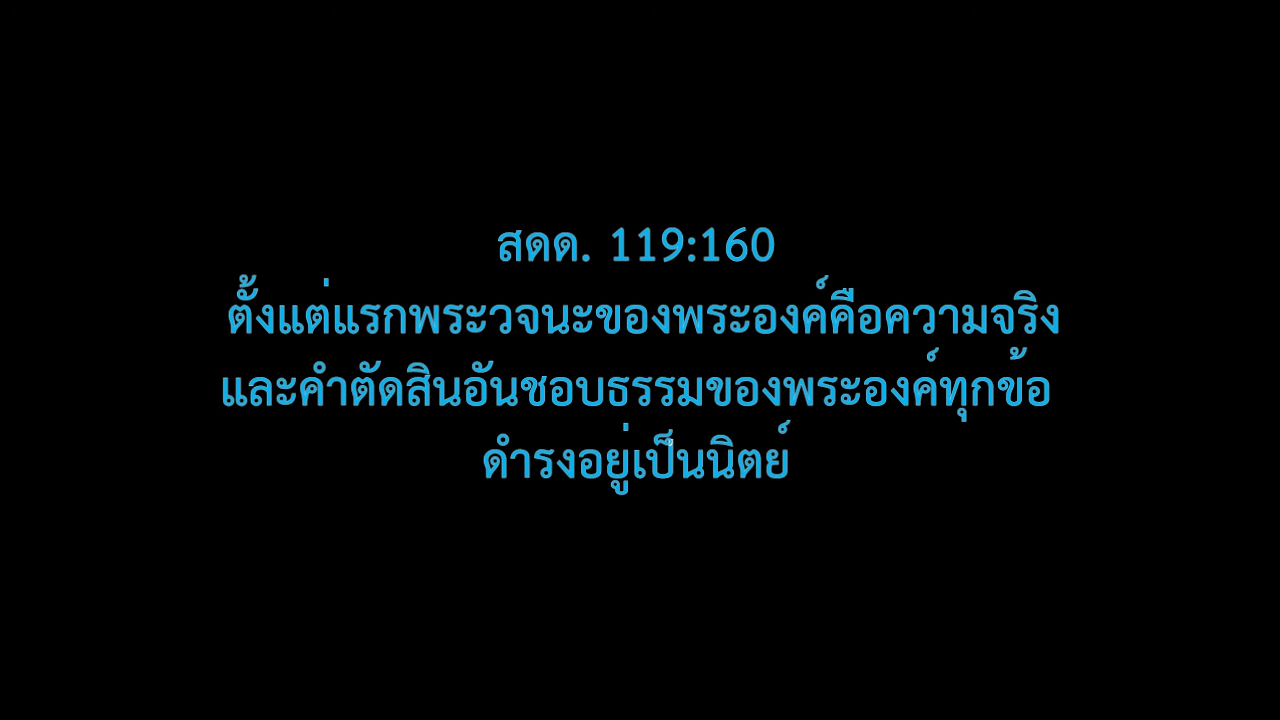 สดด. 119:160
ตั้งแต่แรกพระวจนะของพระองค์คือความจริง
และคำตัดสินอันชอบธรรมของพระองค์ทุกข้อ
ดำรงอยู่เป็นนิตย์